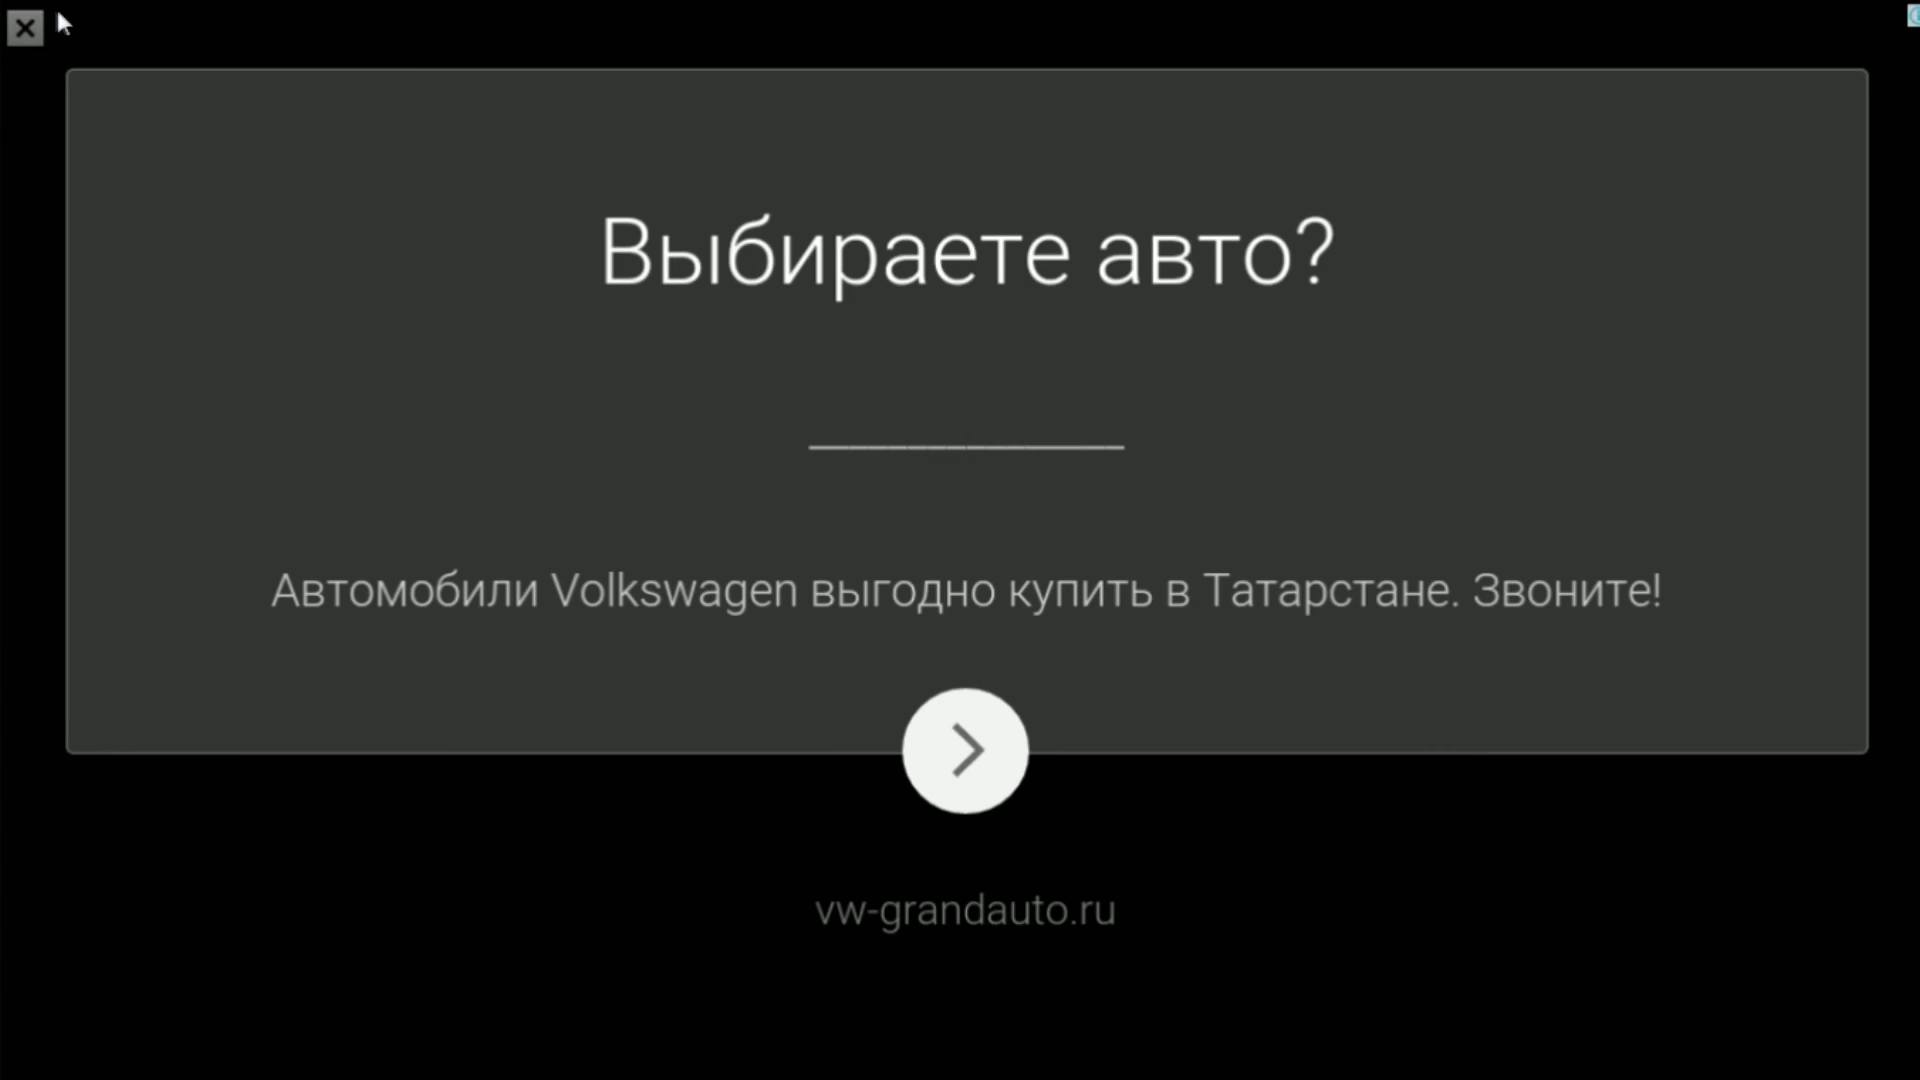 Выбираете авто?
Автомобили Volkswagen выгодно купить в Татарстане. Звоните!
vw-grandauto.ru